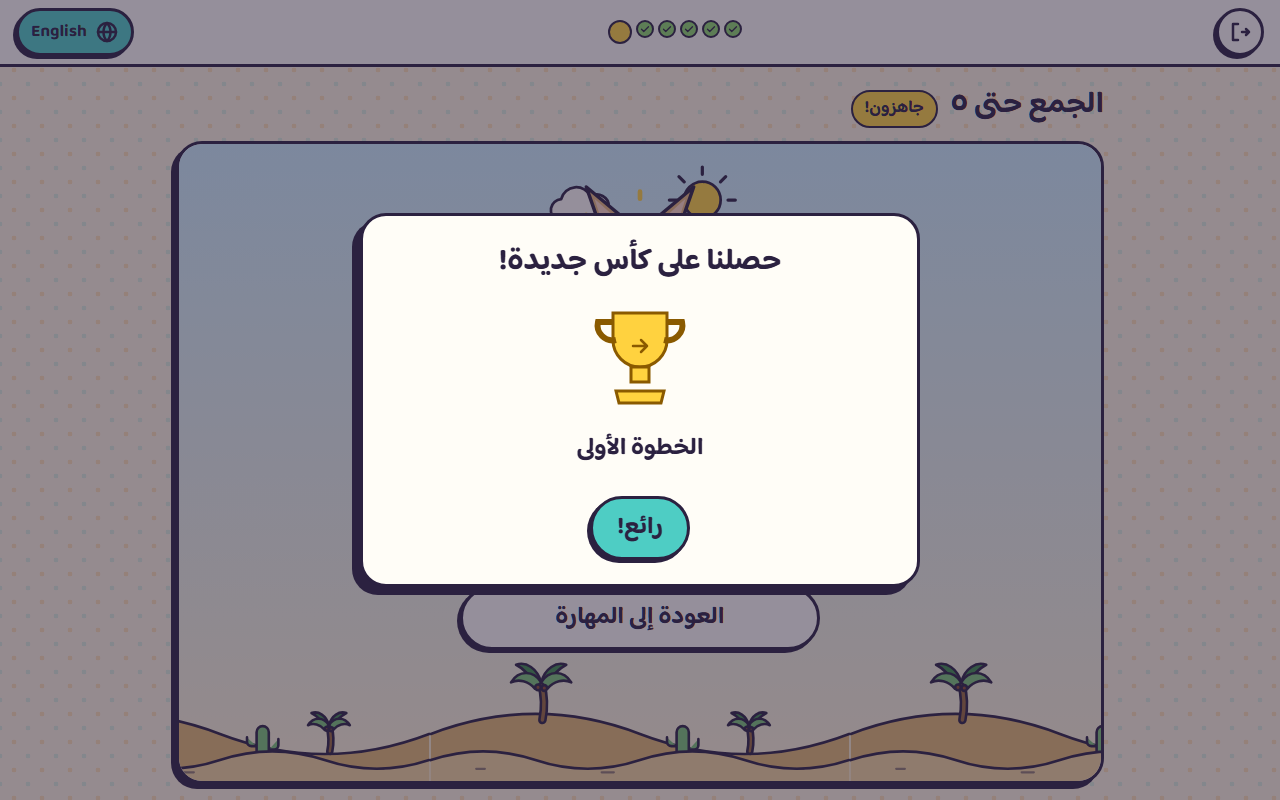 English
الجمع حتى ٥
جاهزون!
حصلنا على كأس جديدة!
الخطوة الأولى
رائع!
العودة إلى المهارة